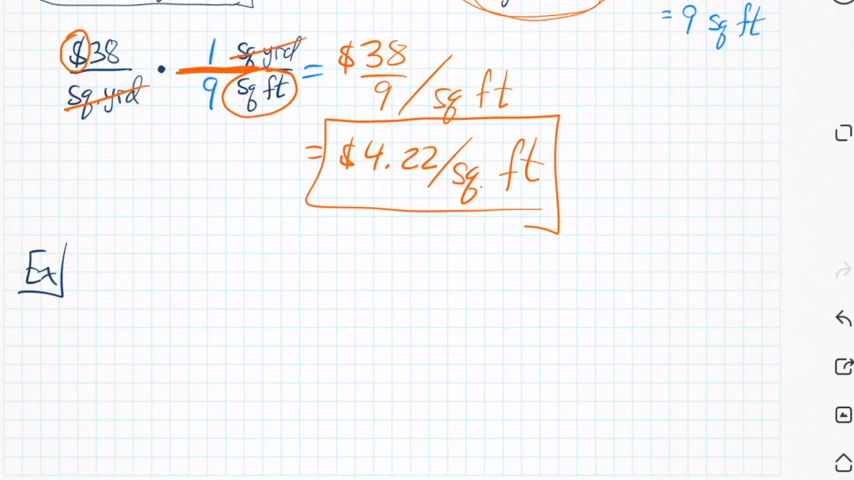 = 9 sq ft
$38/sq.yrd · 1 sq yrd/9 sq ft = $38/9 / sq ft
= $4.22/sq. ft
Ex